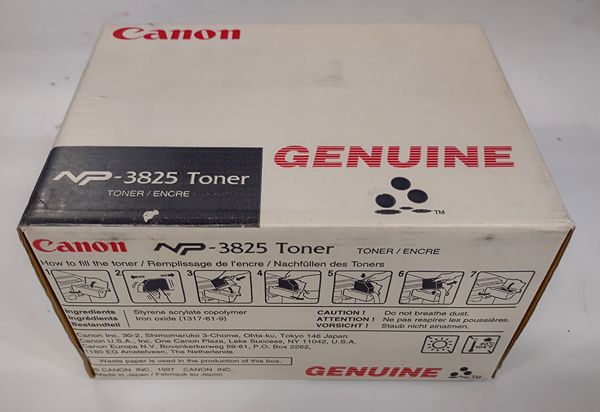 Canon
GENUINE
NP-3825 Toner
TONER / ENCRE
TM
Canon NP-3825 Toner TONER / ENCRE
How to fill the toner / Remplissage de l'encre / Nachfüllen des Toners
1 2 3 4 5 6 7
Ingredients Styrene acrylate copolymer
Ingrédients Iron oxide (1317-61-9)
Bestandteil
CAUTION ! Do not breathe dust.
ATTENTION ! Ne pas respirer les poussières.
VORSICHT ! Staub nicht einatmen.
Canon Inc. 30-2, Shimomaruko 3-Chome, Ohta-ku, Tokyo 146 Japan
Canon U.S.A., Inc. One Canon Plaza, Lake Success, NY 11042, U.S.A.
Canon Europa N.V. Bovenkerkerweg 59-61, P.O. Box 2262,
1180 EG Amstelveen, The Netherlands
Waste paper is used in the production of this box.
© CANON INC. 1997 CANON INC.
Made in Japan / Fabriqué au Japon
GENUINE
TM